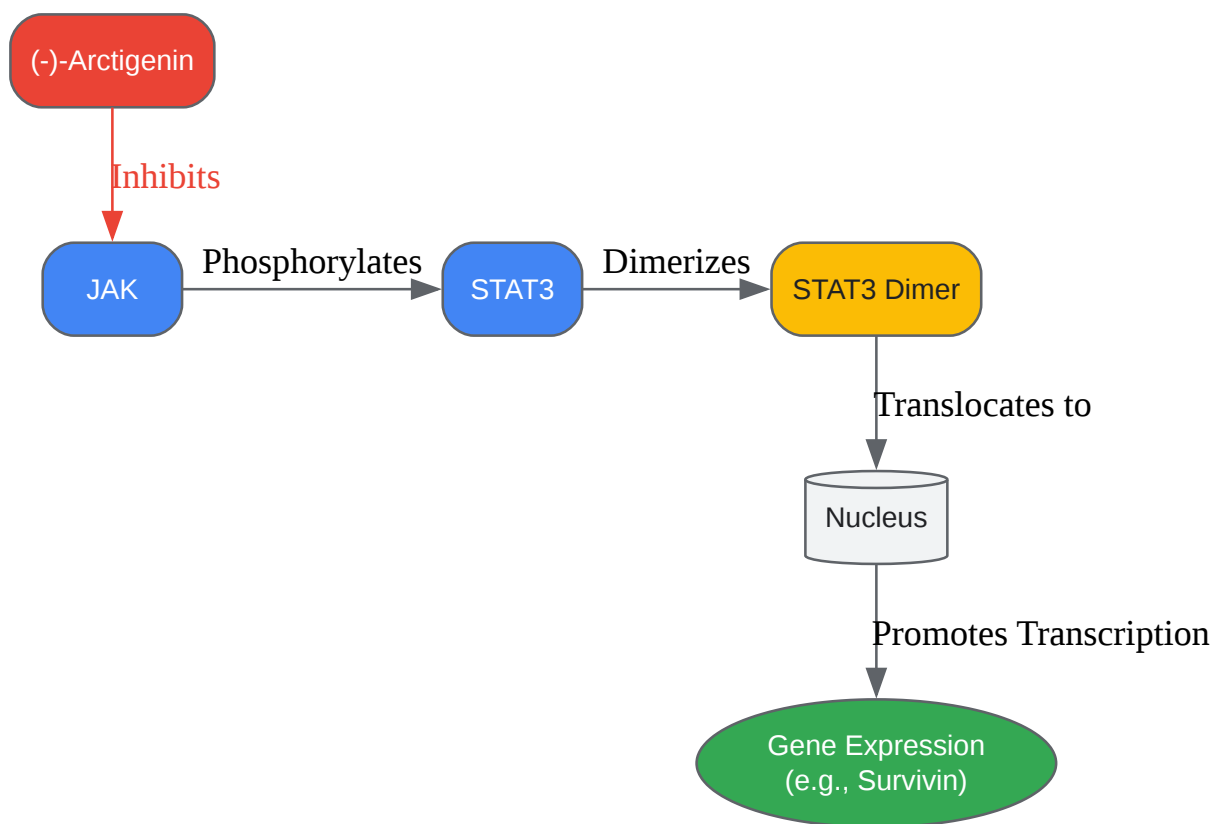 (-)-Arctigenin
Inhibits
JAK
Phosphorylates
STAT3
Dimerizes
STAT3 Dimer
Translocates to
Nucleus
Promotes Transcription
Gene Expression
(e.g., Survivin)